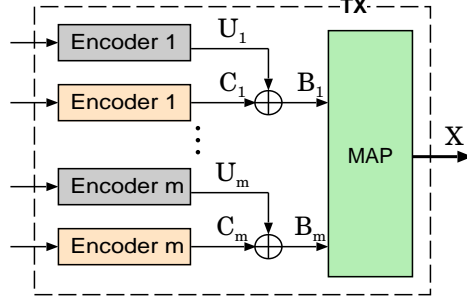 TX
Encoder 1
U1
Encoder 1
C1
B1
MAP
X
Encoder m
Um
Encoder m
Cm
Bm